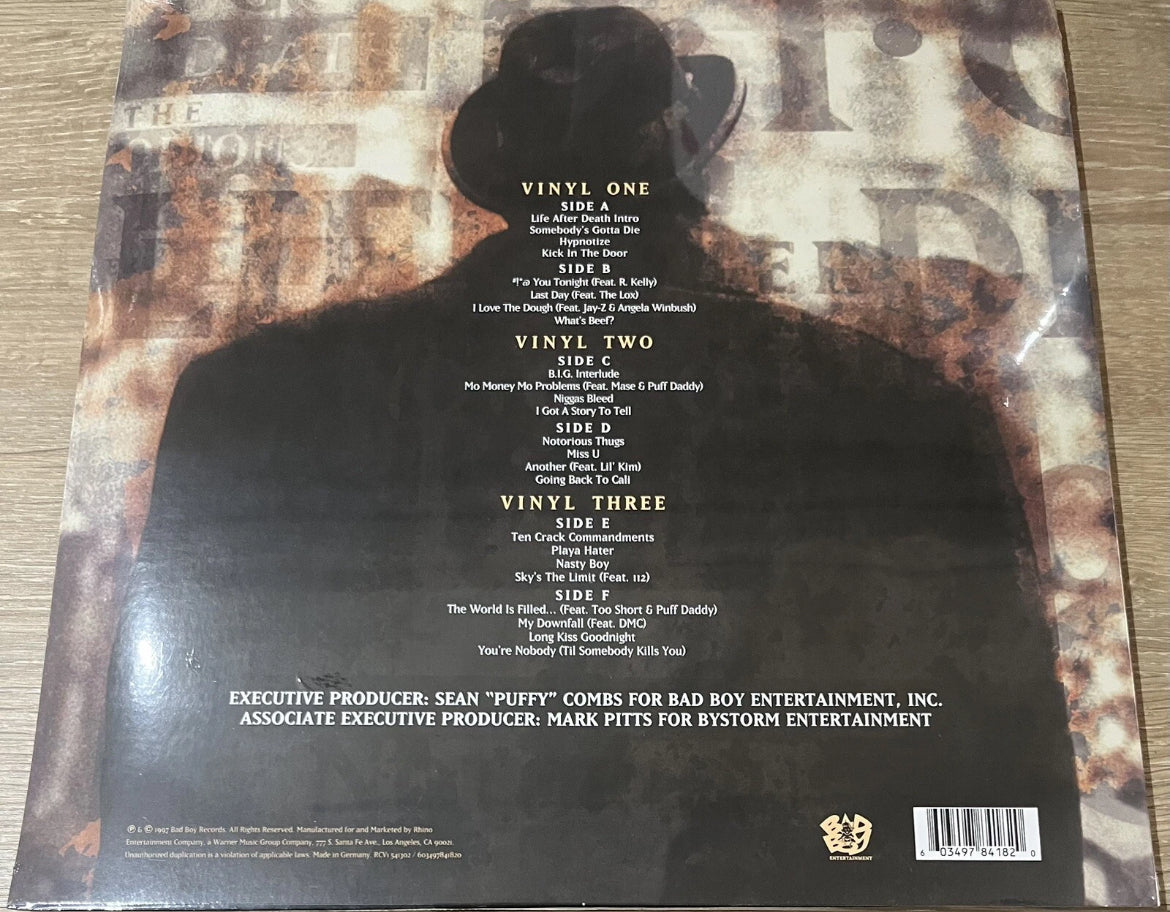 DEATH
THE
VINYL ONE
SIDE A
Life After Death Intro
Somebody's Gotta Die
Hypnotize
Kick In The Door
SIDE B
#!*@ You Tonight (Feat. R. Kelly)
Last Day (Feat. The Lox)
I Love The Dough (Feat. Jay-Z & Angela Winbush)
What's Beef?
VINYL TWO
SIDE C
B.I.G. Interlude
Mo Money Mo Problems (Feat. Mase & Puff Daddy)
Niggas Bleed
I Got A Story To Tell
SIDE D
Notorious Thugs
Miss U
Another (Feat. Lil' Kim)
Going Back To Cali
VINYL THREE
SIDE E
Ten Crack Commandments
Playa Hater
Nasty Boy
Sky's The Limit (Feat. 112)
SIDE F
The World Is Filled... (Feat. Too Short & Puff Daddy)
My Downfall (Feat. DMC)
Long Kiss Goodnight
You're Nobody (Til Somebody Kills You)
EXECUTIVE PRODUCER: SEAN "PUFFY" COMBS FOR BAD BOY ENTERTAINMENT, INC.
ASSOCIATE EXECUTIVE PRODUCER: MARK PITTS FOR BYSTORM ENTERTAINMENT
℗ & © 1997 Bad Boy Records. All Rights Reserved. Manufactured for and Marketed by Rhino
Entertainment Company, a Warner Music Group Company, 777 S. Santa Fe Ave., Los Angeles, CA 90021.
Unauthorized duplication is a violation of applicable laws. Made in Germany. RCV1 541302 / 603497841820
BAD
BOY
ENTERTAINMENT
6 03497 84182 0